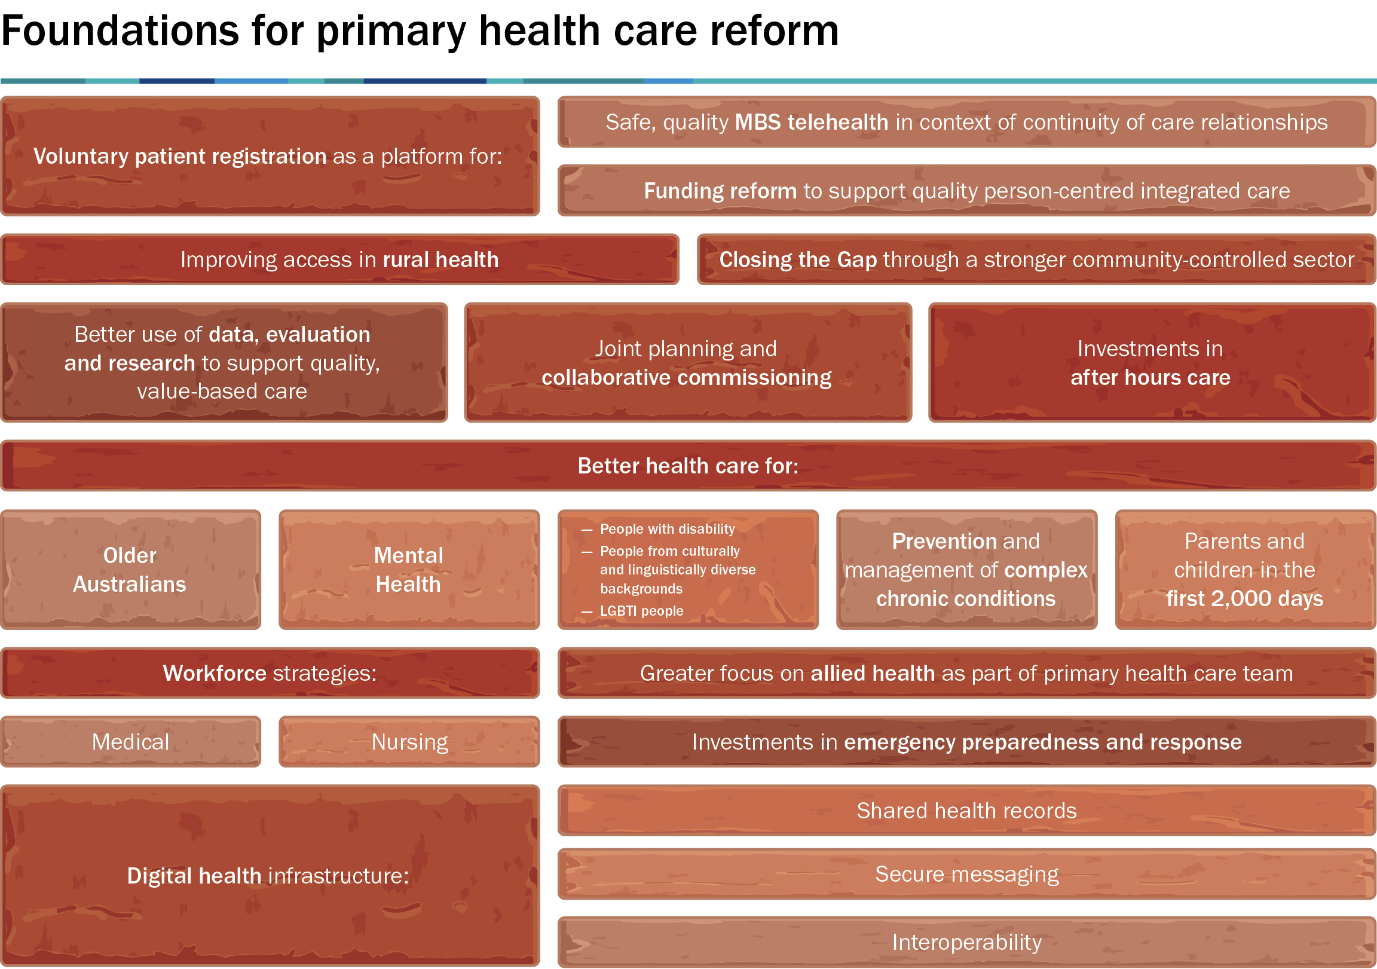 Foundations for primary health care reform
Voluntary patient registration as a platform for:
Safe, quality MBS telehealth in context of continuity of care relationships
Funding reform to support quality person-centred integrated care
Improving access in rural health
Closing the Gap through a stronger community-controlled sector
Better use of data, evaluation
and research to support quality,
value-based care
Joint planning and
collaborative commissioning
Investments in
after hours care
Better health care for:
Older
Australians
Mental
Health
— People with disability
— People from culturally
and linguistically diverse
backgrounds
— LGBTI people
Prevention and
management of complex
chronic conditions
Parents and
children in the
first 2,000 days
Workforce strategies:
Medical
Nursing
Greater focus on allied health as part of primary health care team
Investments in emergency preparedness and response
Digital health infrastructure:
Shared health records
Secure messaging
Interoperability